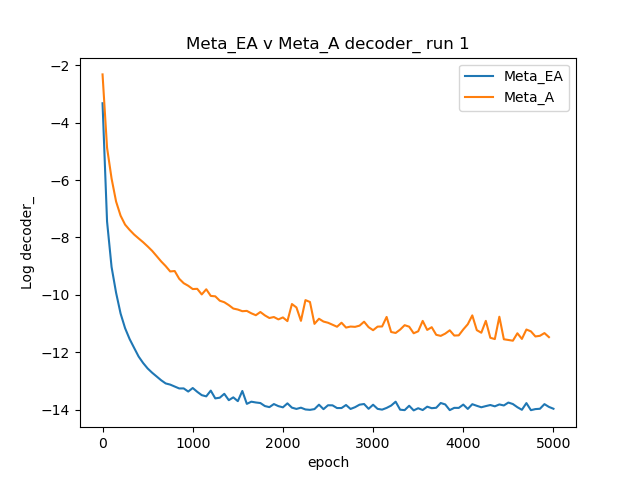 Meta_EA v Meta_A decoder_ run 1
Meta_EA
Meta_A
Log decoder_
−2
−4
−6
−8
−10
−12
−14
0 1000 2000 3000 4000 5000
epoch